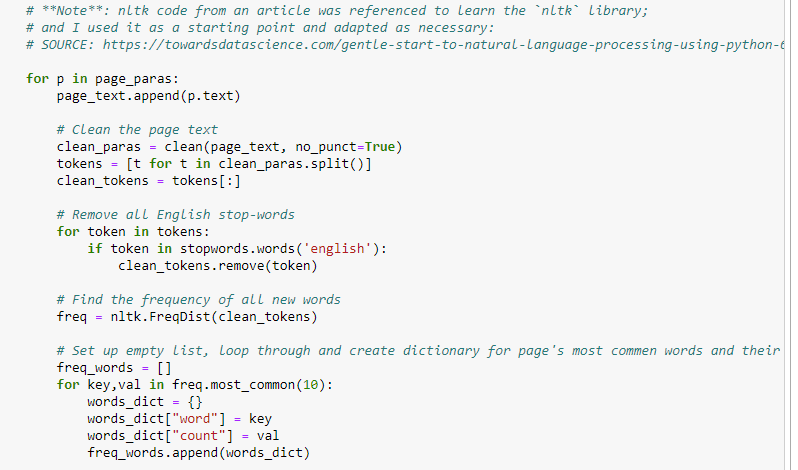 # **Note**: nltk code from an article was referenced to learn the `nltk` library;
# and I used it as a starting point and adapted as necessary:
# SOURCE: https://towardsdatascience.com/gentle-start-to-natural-language-processing-using-python-6
for p in page_paras:
page_text.append(p.text)
# Clean the page text
clean_paras = clean(page_text, no_punct=True)
tokens = [t for t in clean_paras.split()]
clean_tokens = tokens[:]
# Remove all English stop-words
for token in tokens:
if token in stopwords.words('english'):
clean_tokens.remove(token)
# Find the frequency of all new words
freq = nltk.FreqDist(clean_tokens)
# Set up empty list, loop through and create dictionary for page's most commen words and their
freq_words = []
for key,val in freq.most_common(10):
words_dict = {}
words_dict["word"] = key
words_dict["count"] = val
freq_words.append(words_dict)